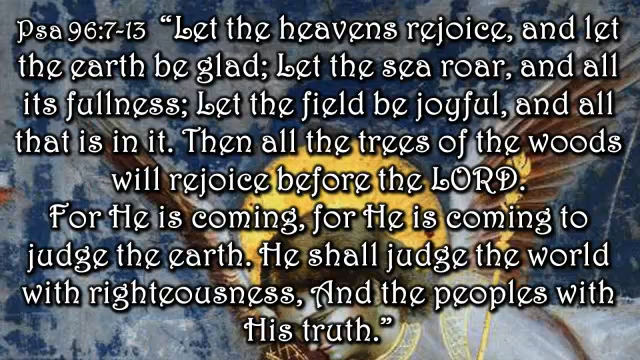 Psa 96:7-13 “Let the heavens rejoice, and let
the earth be glad; Let the sea roar, and all
its fullness; Let the field be joyful, and all
that is in it. Then all the trees of the woods
will rejoice before the LORD.
For He is coming, for He is coming to
judge the earth. He shall judge the world
with righteousness, And the peoples with
His truth.”